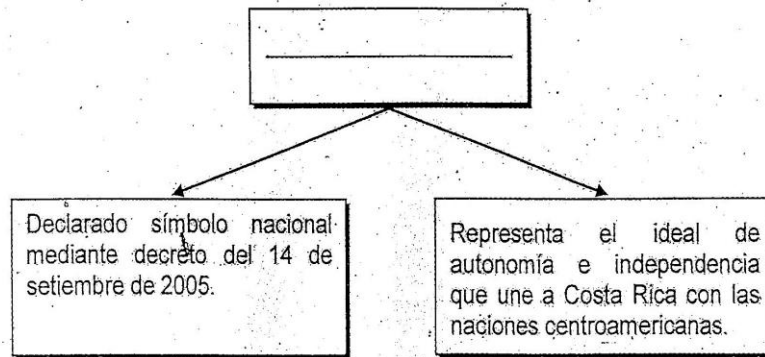 Declarado símbolo nacional
mediante decreto del 14 de
setiembre de 2005.
Representa el ideal de
autonomía e independencia
que une a Costa Rica con las
naciones centroamericanas.